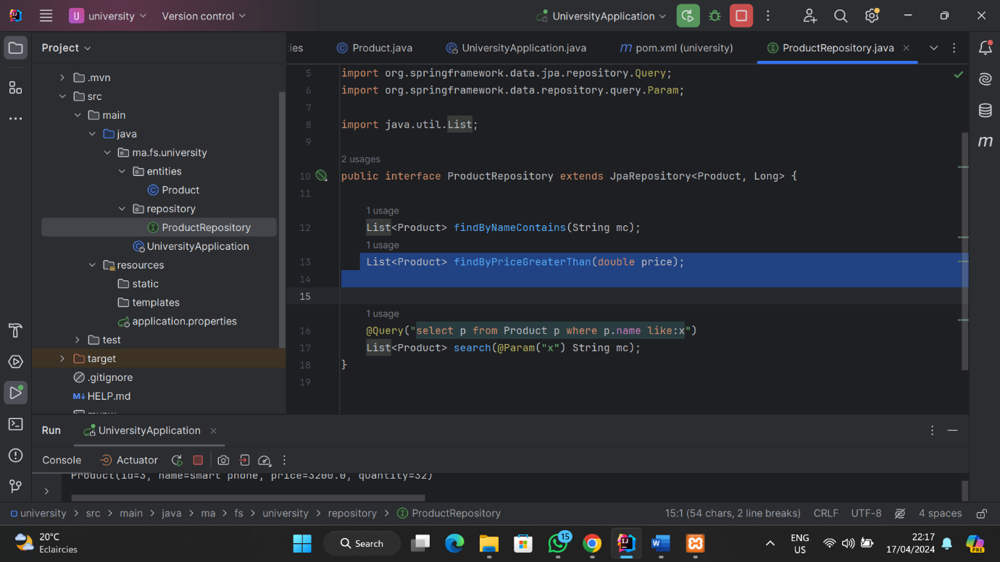 U university Version control UniversityApplication
Project
ies Product.java UniversityApplication.java m pom.xml (university) ProductRepository.java
.mvn
src
main
java
ma.fs.university
entities
Product
repository
ProductRepository
UniversityApplication
resources
static
templates
application.properties
test
target
.gitignore
HELP.md
5 import org.springframework.data.jpa.repository.Query;
6 import org.springframework.data.repository.query.Param;
7
8 import java.util.List;
9
2 usages
10 public interface ProductRepository extends JpaRepository<Product, Long> {
11
1 usage
12 List<Product> findByNameContains(String mc);
1 usage
13 List<Product> findByPriceGreaterThan(double price);
14
15
1 usage
16 @Query("select p from Product p where p.name like:x")
17 List<Product> search(@Param("x") String mc);
18 }
19
Run UniversityApplication
Console Actuator
Product(id=3, name=smart phone, price=3200.0, quantity=32)
university > src > main > java > ma > fs > university > repository > ProductRepository 15:1 (54 chars, 2 line breaks) CRLF UTF-8 4 spaces
20°C
Eclaircies
Search
15
ENG
US
22:17
17/04/2024
PRE